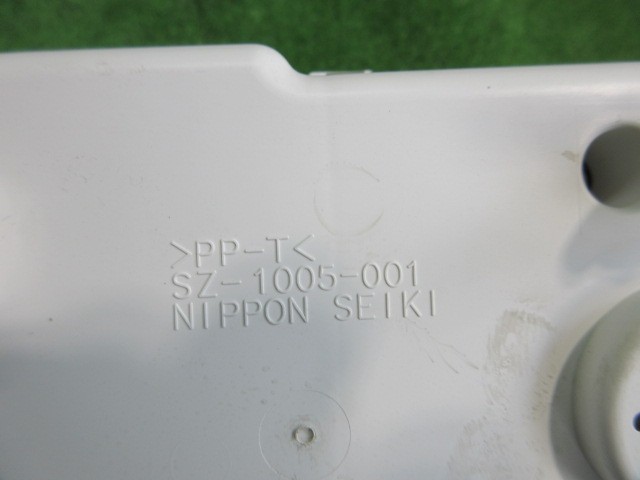 >PP-T<
SZ-1005-001
NIPPON SEIKI